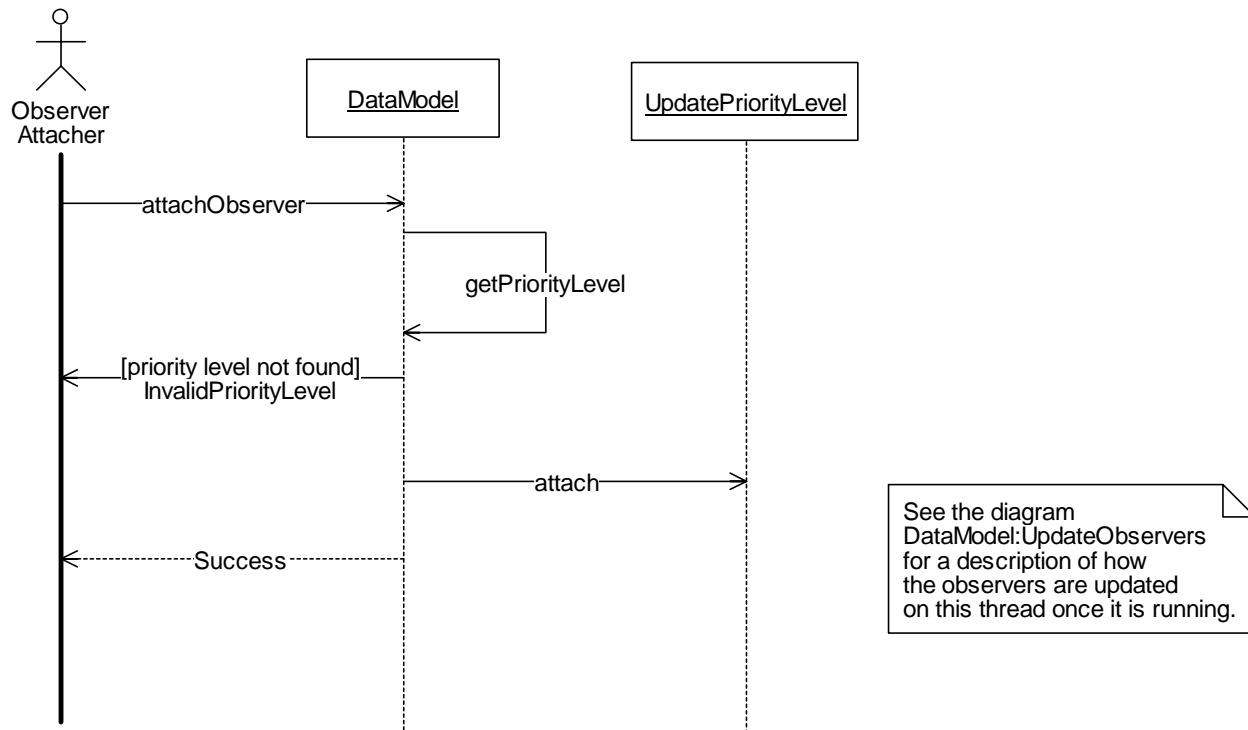 Observer
Attacher
DataModel
UpdatePriorityLevel
attachObserver
getPriorityLevel
[priority level not found]
InvalidPriorityLevel
attach
Success
See the diagram
DataModel:UpdateObservers
for a description of how
the observers are updated
on this thread once it is running.